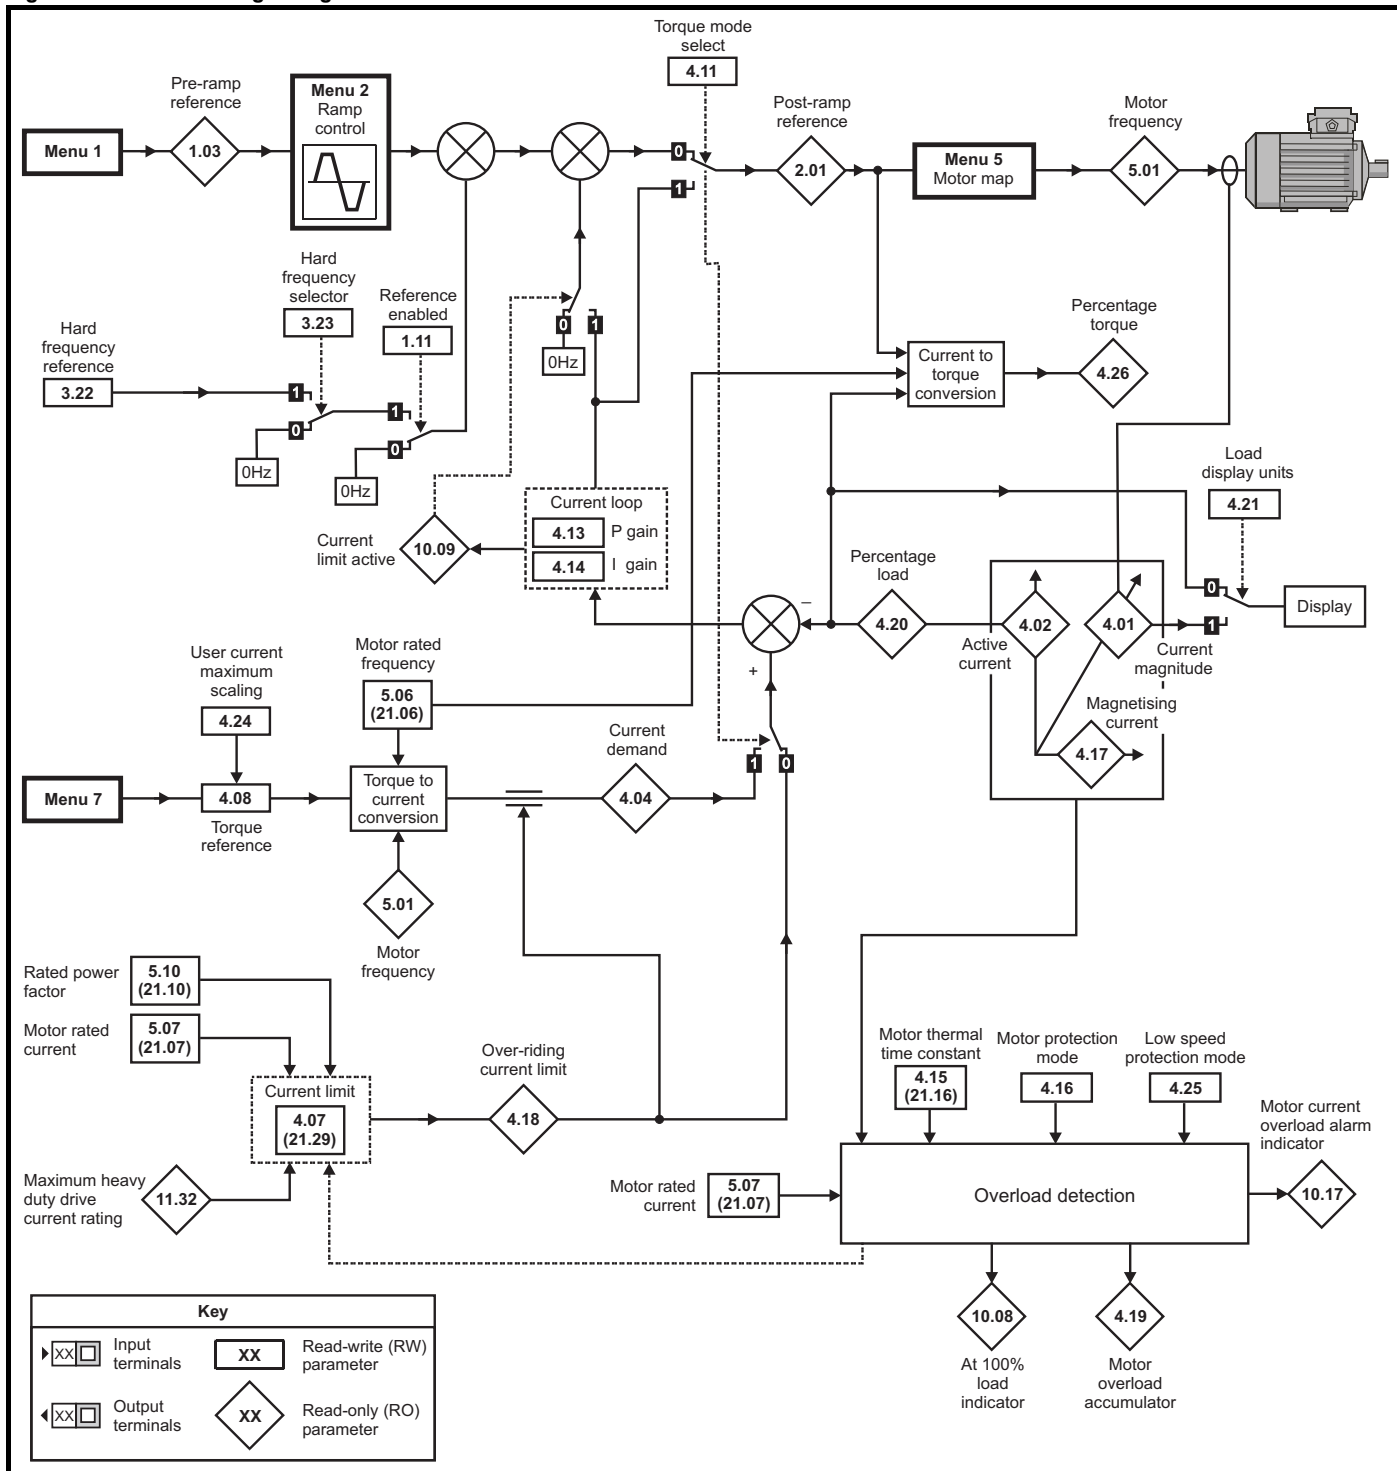 Torque mode
select
4.11
Pre-ramp
reference
Menu 2
Ramp
control
Post-ramp
reference
Motor
frequency
Menu 1
1.03
0
1
2.01
Menu 5
Motor map
5.01
Hard
frequency
selector
3.23
Reference
enabled
1.11
Hard
frequency
reference
3.22
1
0
0Hz
1
0
0Hz
0
1
0Hz
Percentage
torque
Current to
torque
conversion
4.26
Current loop
4.13
P gain
4.14
I gain
Current
limit active
10.09
Load
display units
4.21
Percentage
load
4.20
–
+
4.02
Active
current
4.01
Current
magnitude
Magnetising
current
4.17
0
1
Display
User current
maximum
scaling
4.24
Motor rated
frequency
5.06
(21.06)
Current
demand
Menu 7
4.08
Torque
reference
Torque to
current
conversion
4.04
1
0
5.01
Motor
frequency
Rated power
factor
5.10
(21.10)
Motor rated
current
5.07
(21.07)
Over-riding
current limit
Current limit
4.07
(21.29)
4.18
Maximum heavy
duty drive
current rating
11.32
Motor thermal
time constant
4.15
(21.16)
Motor protection
mode
4.16
Low speed
protection mode
4.25
Motor current
overload alarm
indicator
10.17
Motor rated
current
5.07
(21.07)
Overload detection
10.08
At 100%
load
indicator
4.19
Motor
overload
accumulator
Key
XX
Input
terminals
XX
Read-write (RW)
parameter
XX
Output
terminals
XX
Read-only (RO)
parameter